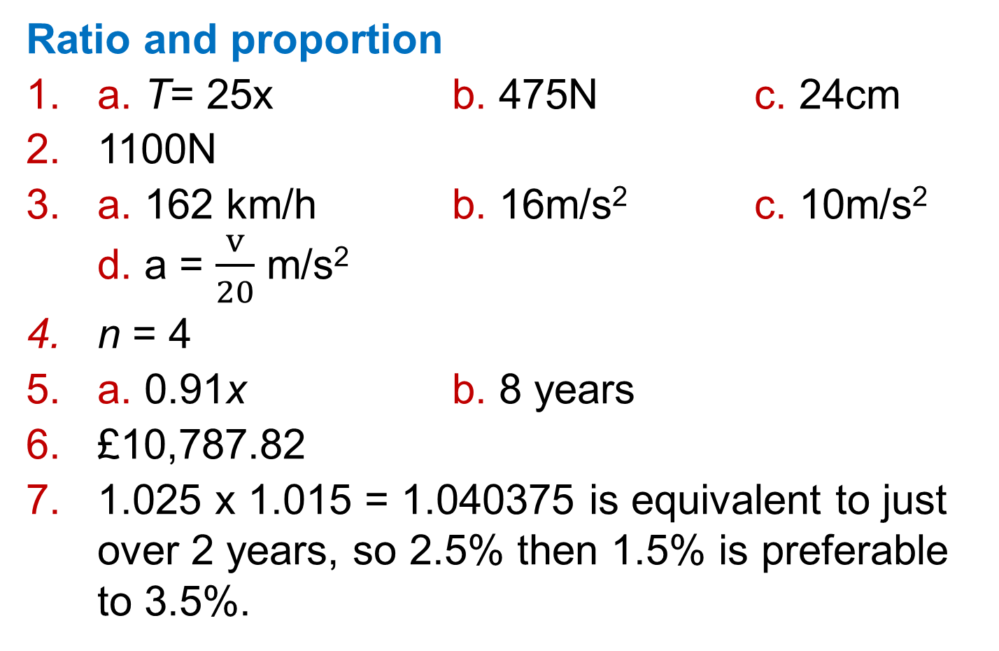 Ratio and proportion
1. a. T= 25x b. 475N c. 24cm
2. 1100N
3. a. 162 km/h b. 16m/s² c. 10m/s²
d. a = v/20 m/s²
4. n = 4
5. a. 0.91x b. 8 years
6. £10,787.82
7. 1.025 x 1.015 = 1.040375 is equivalent to just
over 2 years, so 2.5% then 1.5% is preferable
to 3.5%.